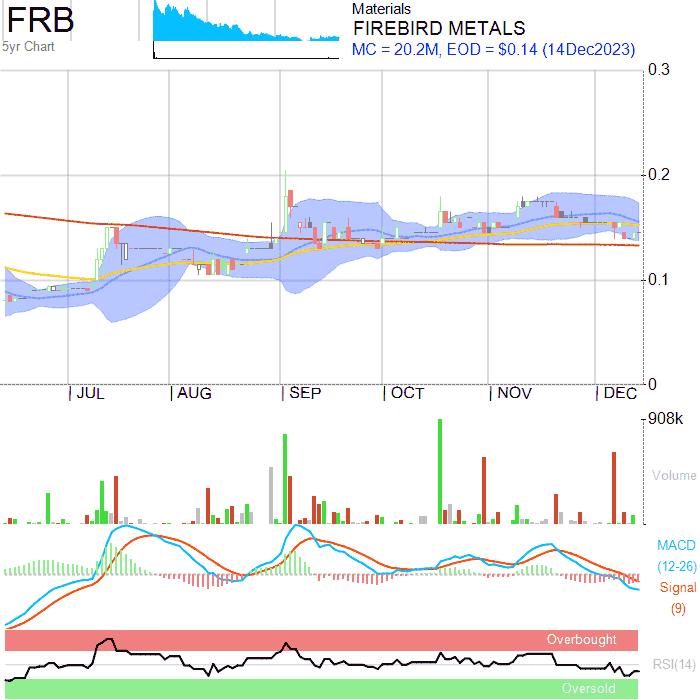 FRB
5yr Chart
Materials
FIREBIRD METALS
MC = 20.2M, EOD = $0.14 (14Dec2023)
0.3
0.2
0.1
0
JUL AUG SEP OCT NOV DEC
908k
Volume
MACD
(12-26)
Signal
(9)
Overbought
RSI(14)
Oversold